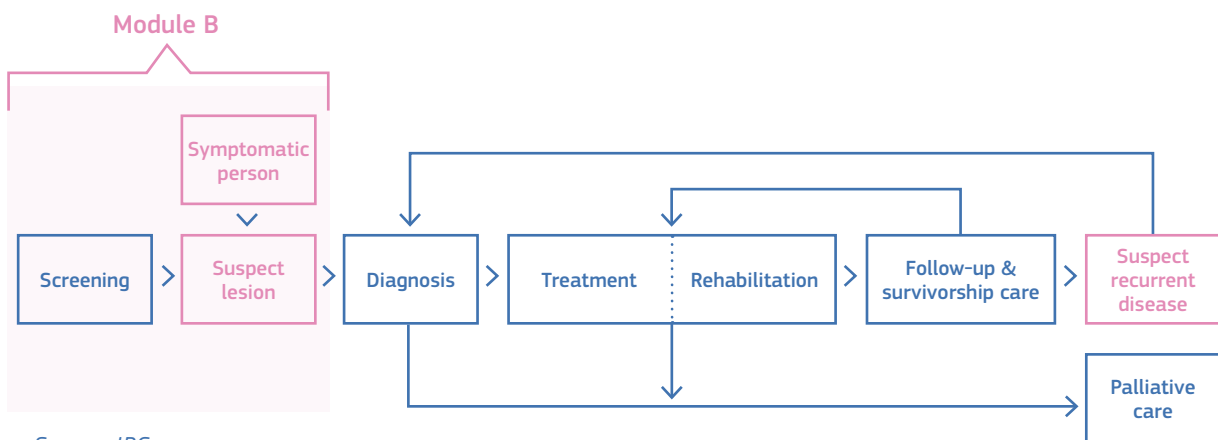 Module B
Symptomatic
person
Screening
Suspect
lesion
Diagnosis
Treatment
Rehabilitation
Follow-up &
survivorship care
Suspect
recurrent
disease
Palliative
care